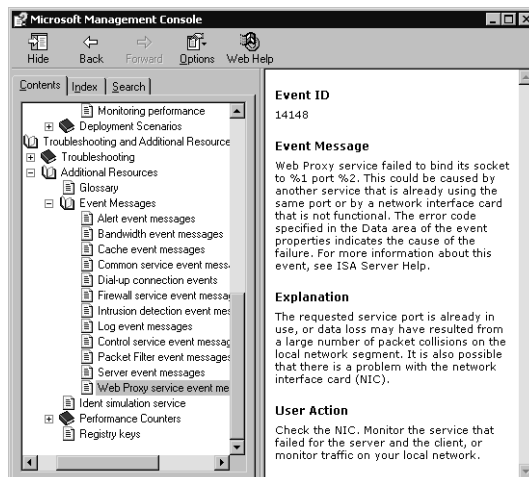 Microsoft Management Console
Hide
Back
Forward
Options
Web Help
Contents
Index
Search
Monitoring performance
Deployment Scenarios
Troubleshooting and Additional Resource
Troubleshooting
Additional Resources
Glossary
Event Messages
Alert event messages
Bandwidth event messages
Cache event messages
Common service event mess
Dial-up connection events
Firewall service event messag
Intrusion detection event mes
Log event messages
Control service event messag
Packet Filter event messages
Server event messages
Web Proxy service event me
Ident simulation service
Performance Counters
Registry keys
Event ID
14148
Event Message
Web Proxy service failed to bind its socket
to %1 port %2. This could be caused by
another service that is already using the
same port or by a network interface card
that is not functional. The error code
specified in the Data area of the event
properties indicates the cause of the
failure. For more information about this
event, see ISA Server Help.
Explanation
The requested service port is already in
use, or data loss may have resulted from
a large number of packet collisions on the
local network segment. It is also possible
that there is a problem with the network
interface card (NIC).
User Action
Check the NIC. Monitor the service that
failed for the server and the client, or
monitor traffic on your local network.